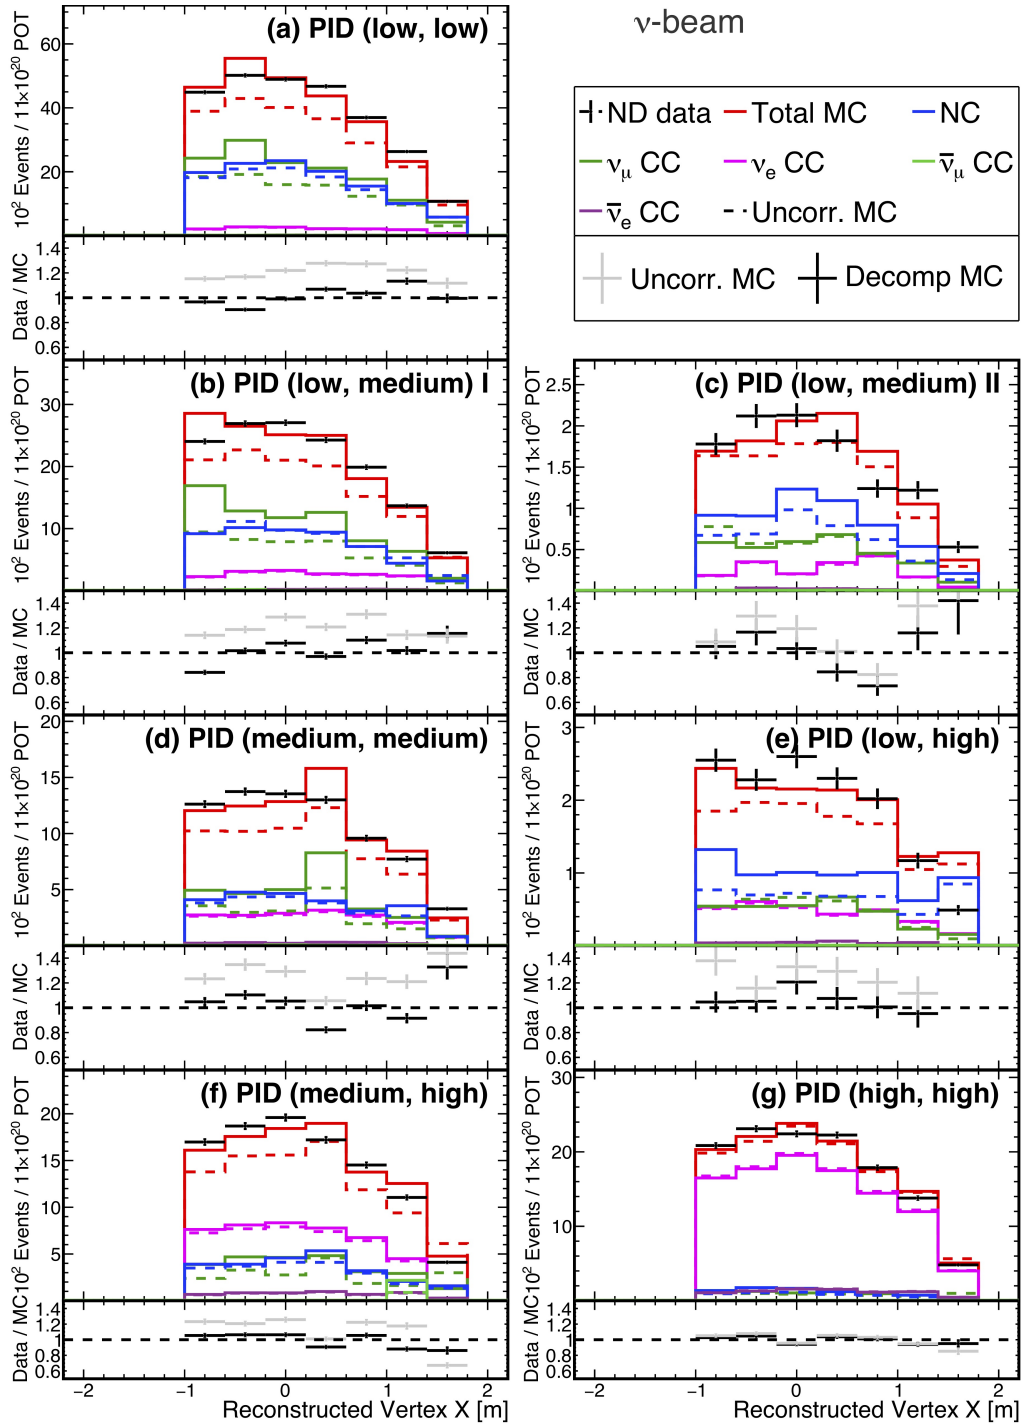 ν-beam
(a) PID (low, low)
10² Events / 11×10²⁰ POT
60
40
20
Data / MC
1.4
1.2
1
0.8
0.6
ND data
Total MC
NC
νμ CC
νe CC
ν̅μ CC
ν̅e CC
Uncorr. MC
Uncorr. MC
Decomp MC
(b) PID (low, medium) I
10² Events / 11×10²⁰ POT
30
20
10
Data / MC
1.4
1.2
1
0.8
0.6
(c) PID (low, medium) II
10² Events / 11×10²⁰ POT
2.5
2
1.5
1
0.5
Data / MC
1.4
1.2
1
0.8
0.6
(d) PID (medium, medium)
10² Events / 11×10²⁰ POT
20
15
10
5
Data / MC
1.4
1.2
1
0.8
0.6
(e) PID (low, high)
10² Events / 11×10²⁰ POT
3
2
1
Data / MC
1.4
1.2
1
0.8
0.6
(f) PID (medium, high)
10² Events / 11×10²⁰ POT
20
15
10
5
Data / MC
1.4
1.2
1
0.8
0.6
−2 −1 0 1 2
Reconstructed Vertex X [m]
(g) PID (high, high)
10² Events / 11×10²⁰ POT
30
20
10
Data / MC
1.4
1.2
1
0.8
0.6
−2 −1 0 1 2
Reconstructed Vertex X [m]